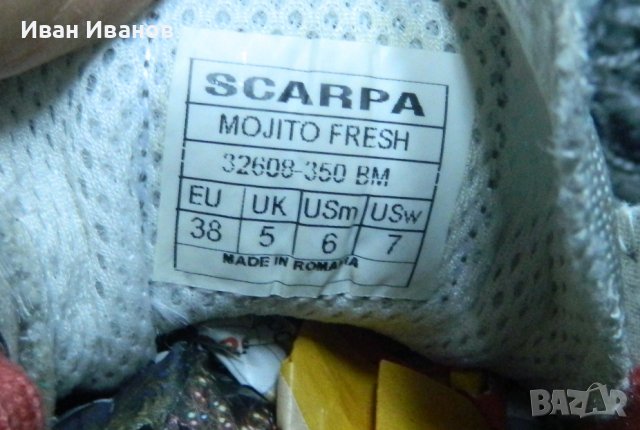 Иван Иванов
SCARPA
MOJITO FRESH
32608-350 BM
EU UK USm USw
38 5 6 7
MADE IN ROMANIA
BAZAR